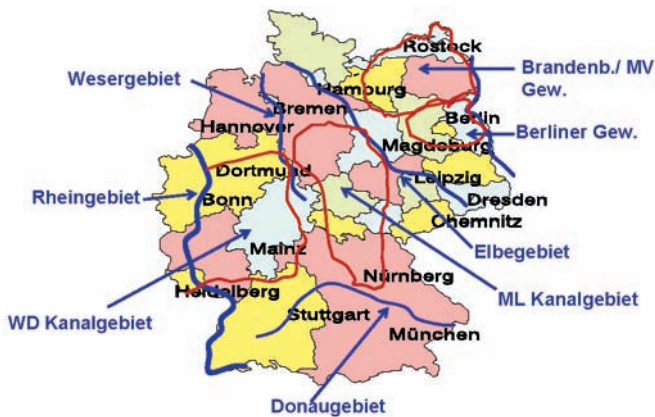 Rostock
Brandenb./ MV
Gew.
Wesergebiet
Hamburg
Bremen
Berlin
Hannover
Berliner Gew.
Magdeburg
Dortmund
Leipzig
Rheingebiet
Bonn
Dresden
Chemnitz
Elbegebiet
Mainz
Nürnberg
Heidelberg
ML Kanalgebiet
WD Kanalgebiet
Stuttgart
München
Donaugebiet